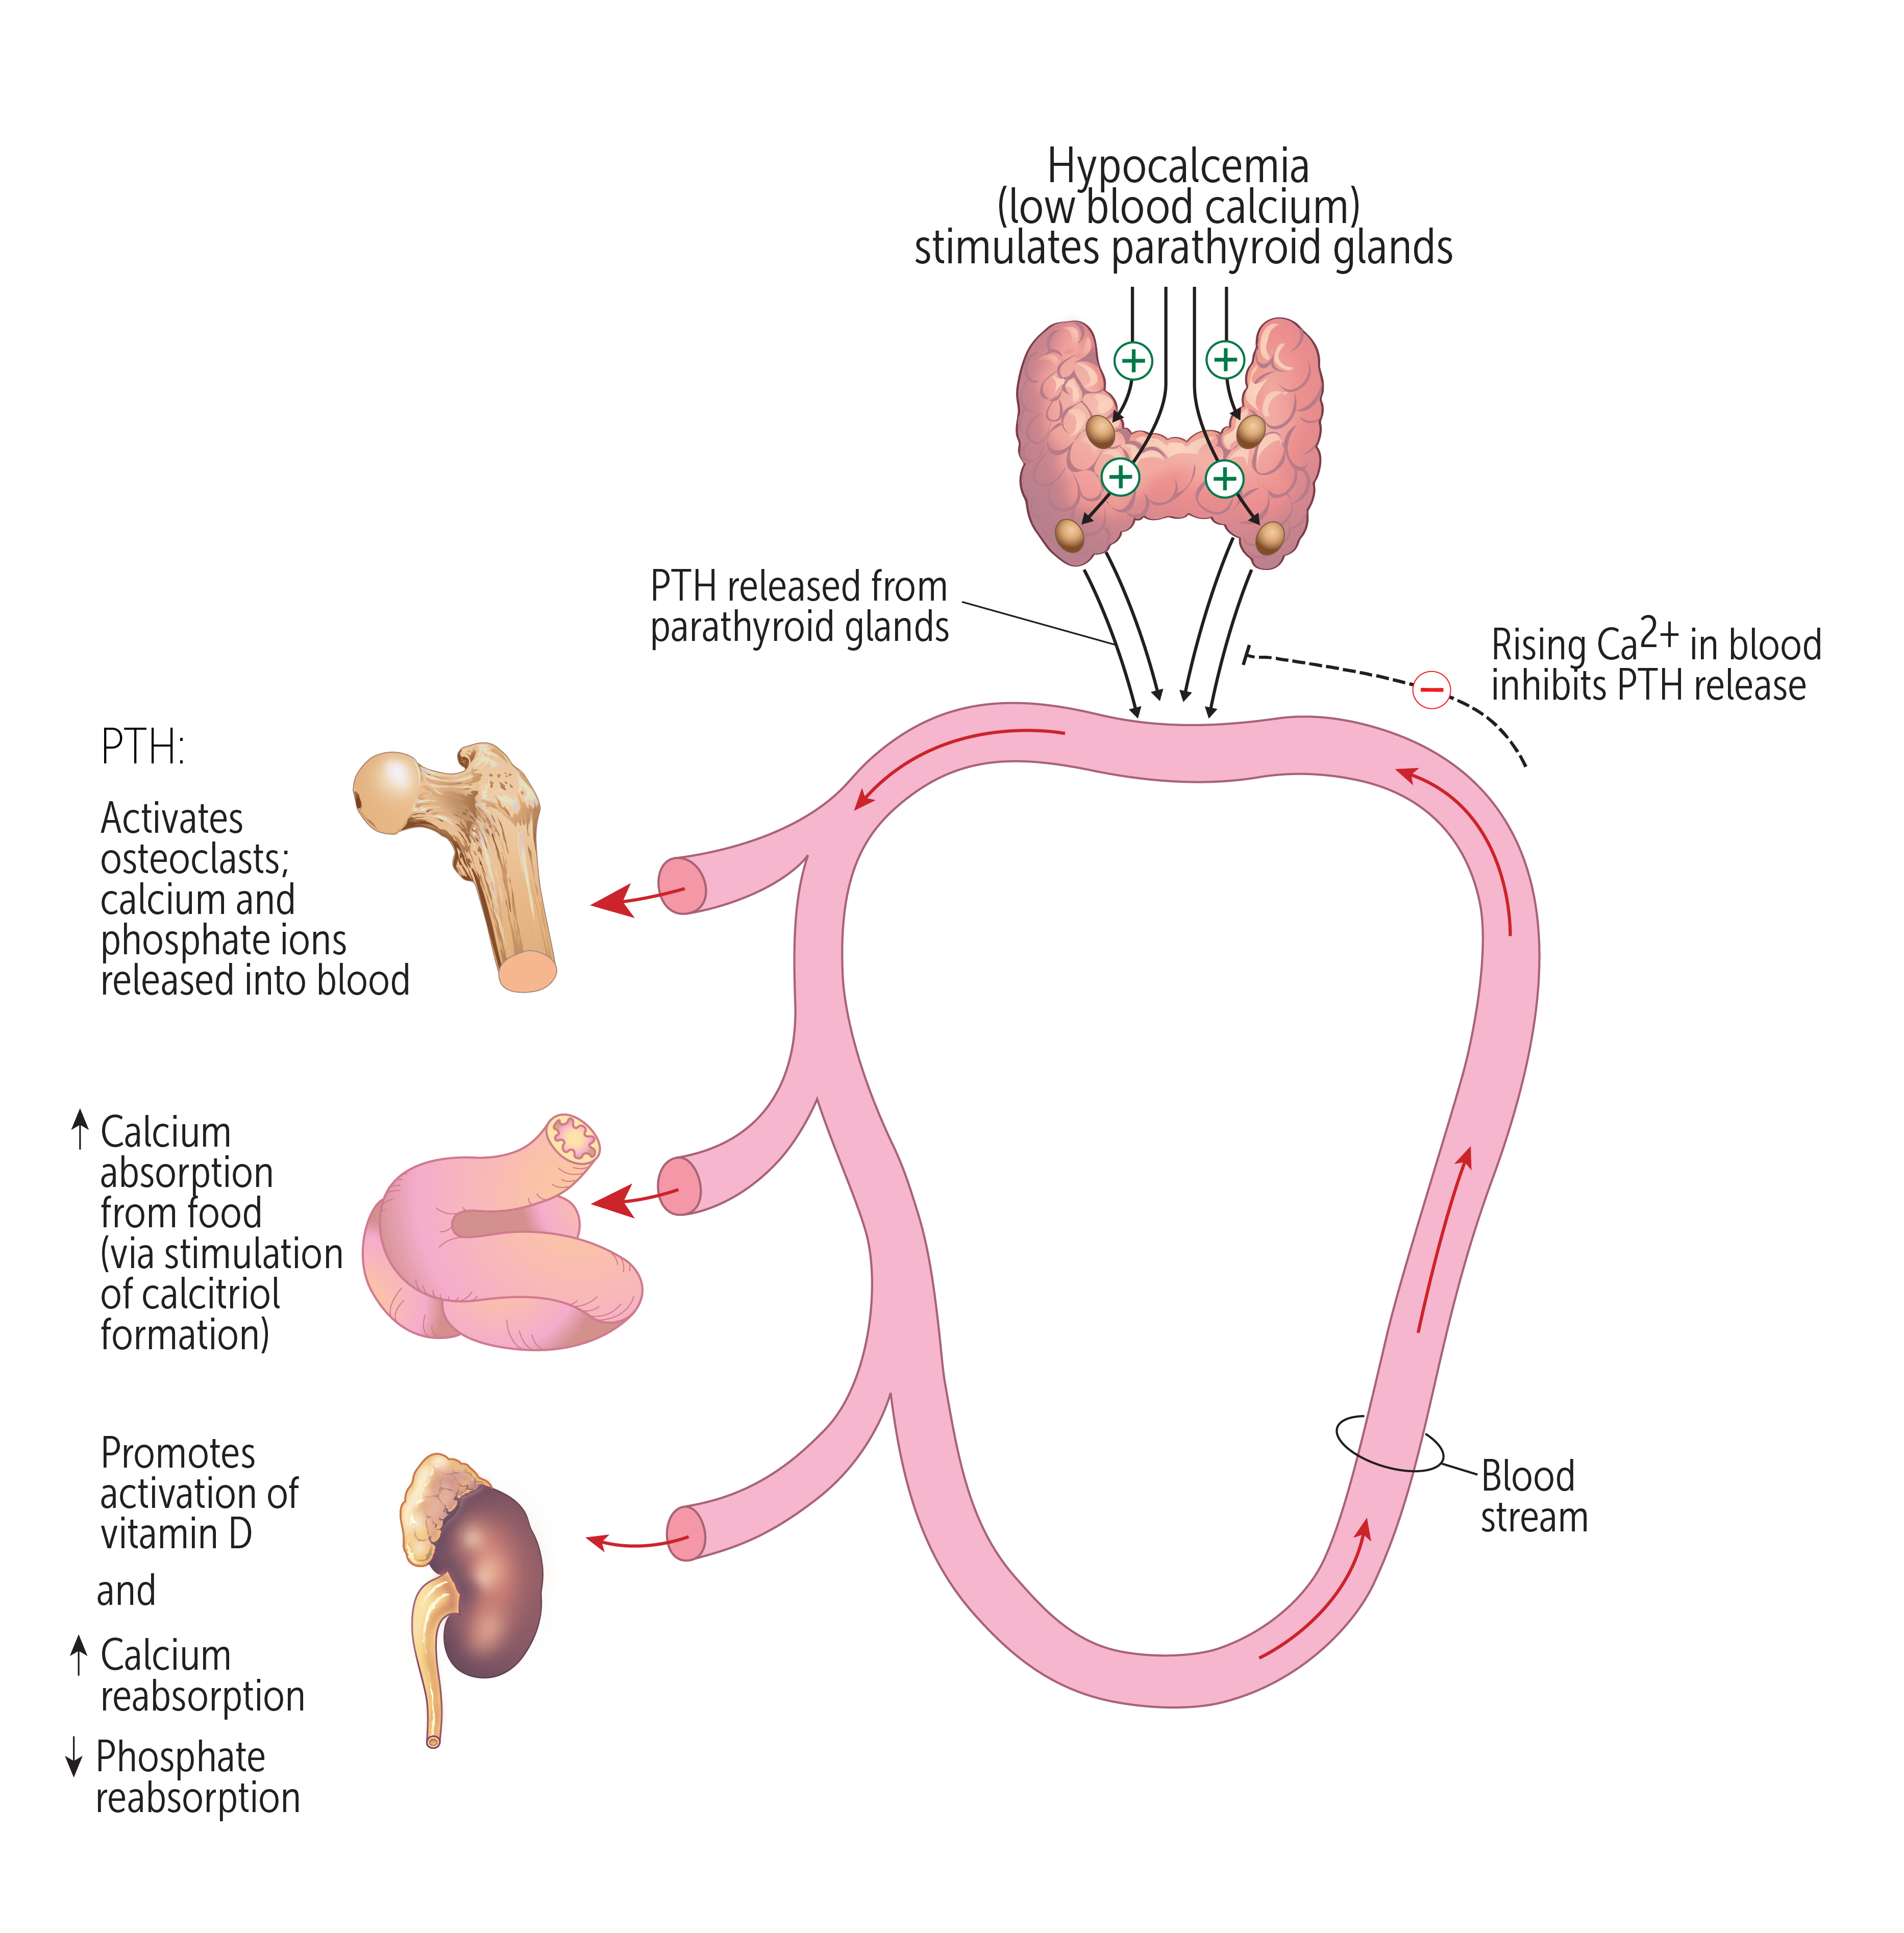 Hypocalcemia
(low blood calcium)
stimulates parathyroid glands
+
+
+
+
PTH released from
parathyroid glands
Rising Ca2+ in blood
inhibits PTH release
−
PTH:
Activates
osteoclasts;
calcium and
phosphate ions
released into blood
↑ Calcium
absorption
from food
(via stimulation
of calcitriol
formation)
Promotes
activation of
vitamin D
and
↑ Calcium
reabsorption
↓ Phosphate
reabsorption
Blood
stream